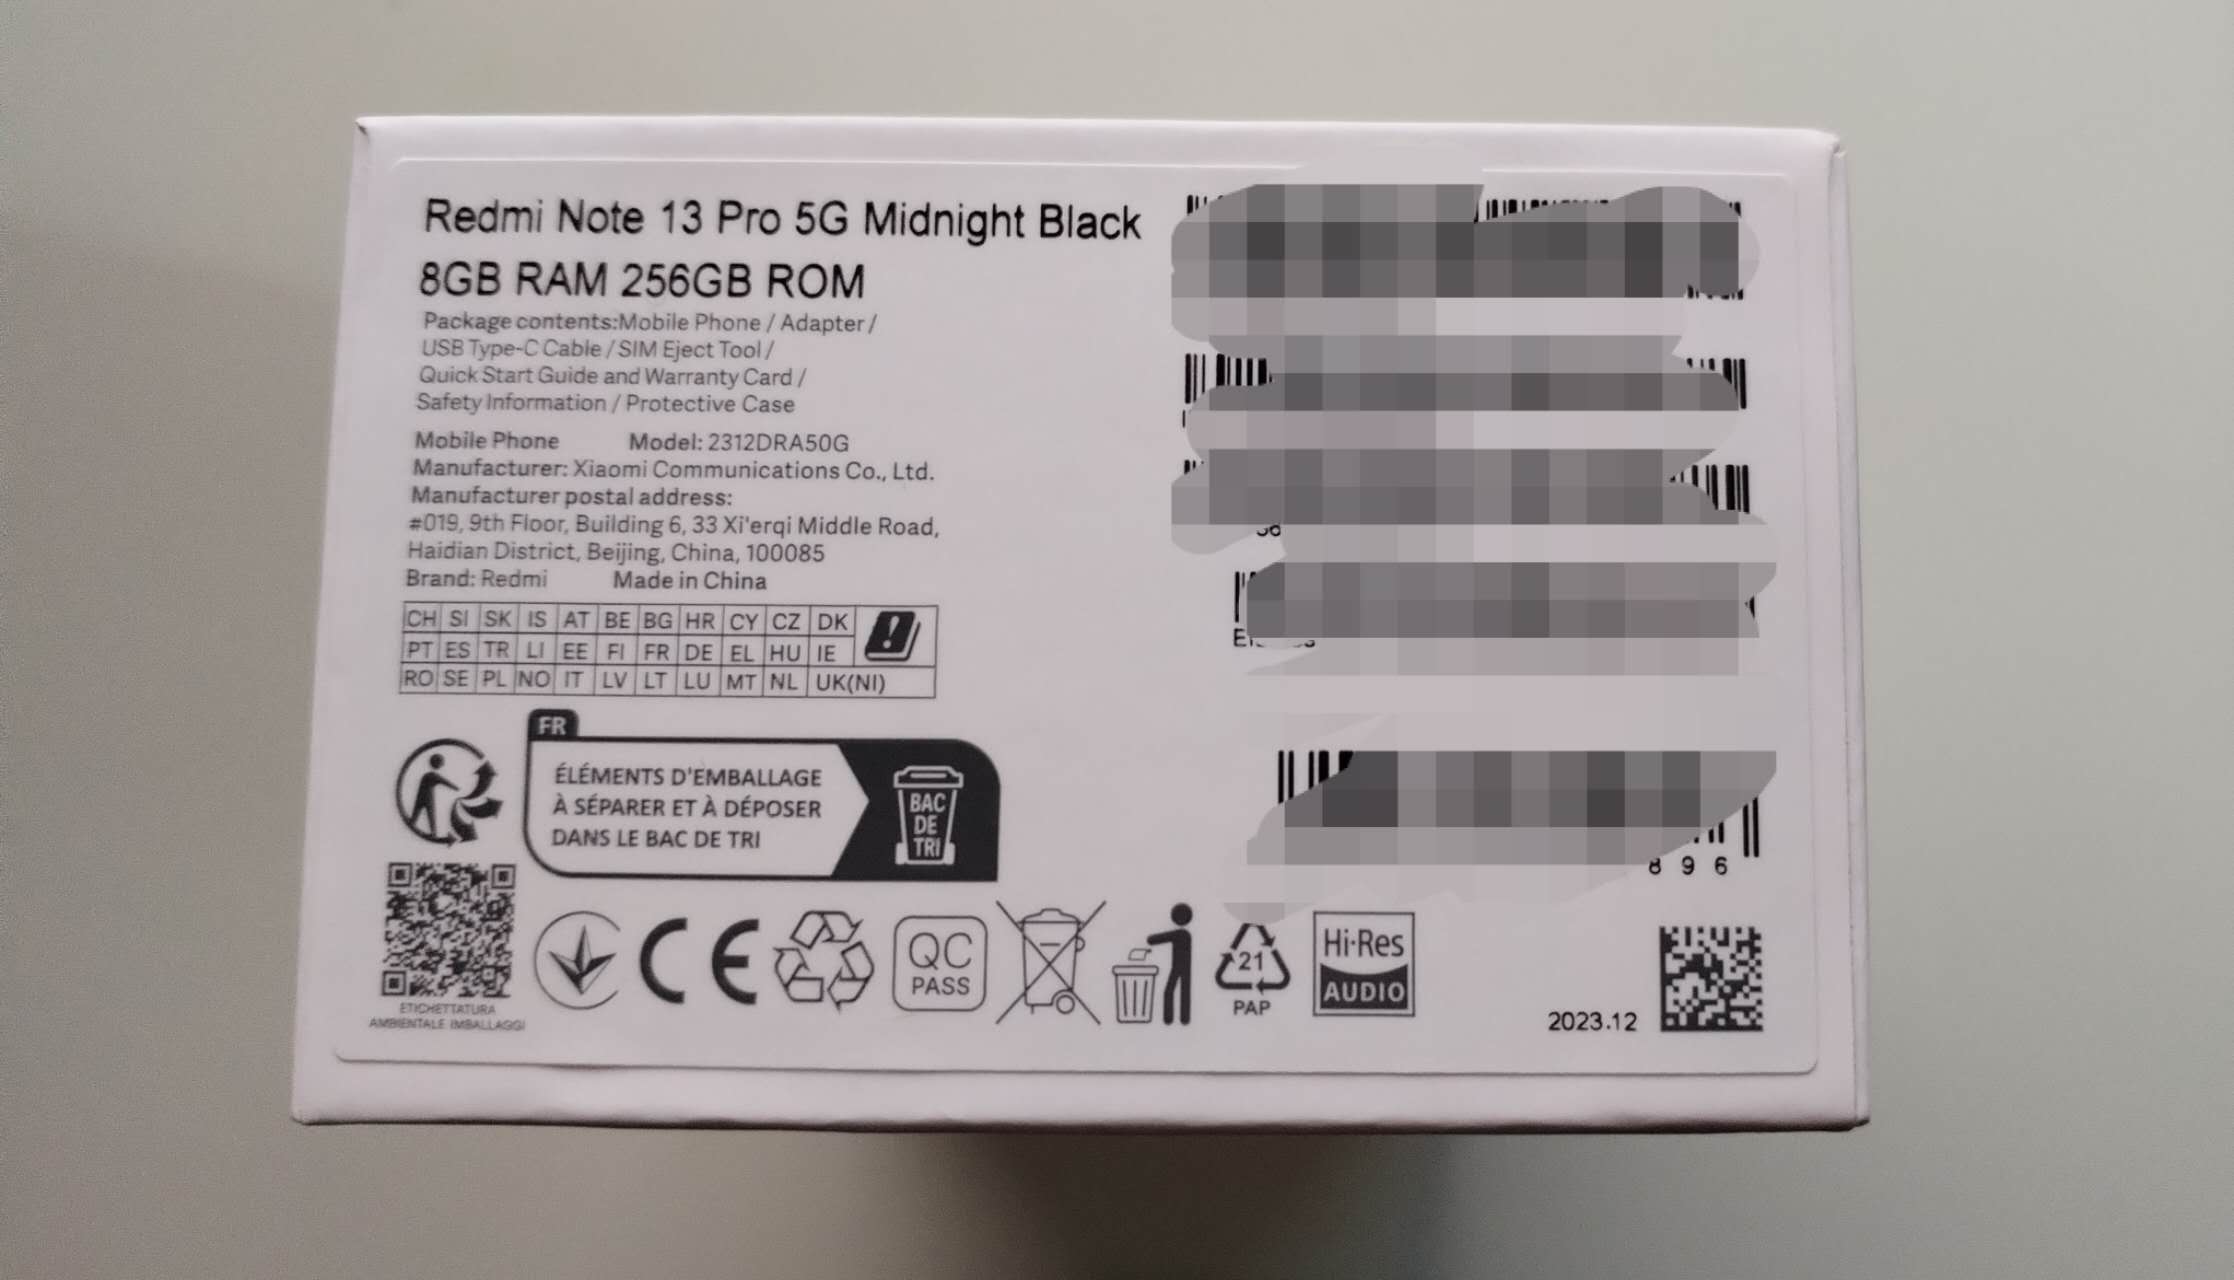 Redmi Note 13 Pro 5G Midnight Black
8GB RAM 256GB ROM
Package contents:Mobile Phone / Adapter /
USB Type-C Cable / SIM Eject Tool /
Quick Start Guide and Warranty Card /
Safety Information / Protective Case
Mobile Phone Model: 2312DRA50G
Manufacturer: Xiaomi Communications Co., Ltd.
Manufacturer postal address:
#019, 9th Floor, Building 6, 33 Xi'erqi Middle Road,
Haidian District, Beijing, China, 100085
Brand: Redmi Made in China
CH SI SK IS AT BE BG HR CY CZ DK
PT ES TR LI EE FI FR DE EL HU IE
RO SE PL NO IT LV LT LU MT NL UK(NI)
FR
ÉLÉMENTS D'EMBALLAGE
À SÉPARER ET À DÉPOSER
DANS LE BAC DE TRI
BAC
DE
TRI
896
ETICHETTATURA
AMBIENTALE IMBALLAGGI
CE
QC
PASS
21
PAP
Hi-Res
AUDIO
2023.12